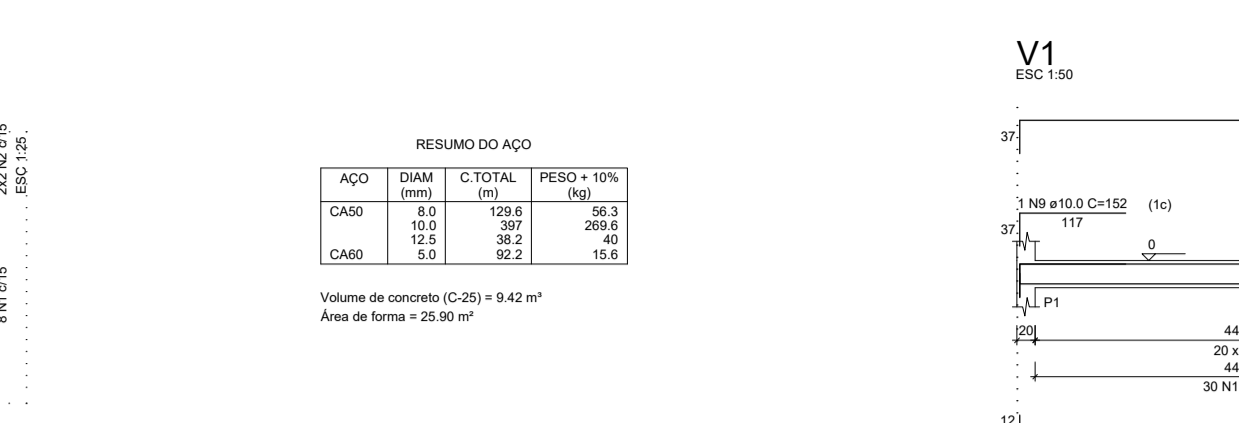 2x2 N2 c/15
ESC 1:25
8 N1 c/15
RESUMO DO AÇO
AÇO DIAM C.TOTAL PESO + 10%
(mm) (m) (kg)
CA50 8.0 129.6 56.3
10.0 397 269.6
12.5 38.2 40
CA60 5.0 92.2 15.6
Volume de concreto (C-25) = 9.42 m³
Área de forma = 25.90 m²
V1
ESC 1:50
37
1 N9 ø10.0 C=152 (1c)
117
37
0
P1
20 44
20 x
44
30 N1
12